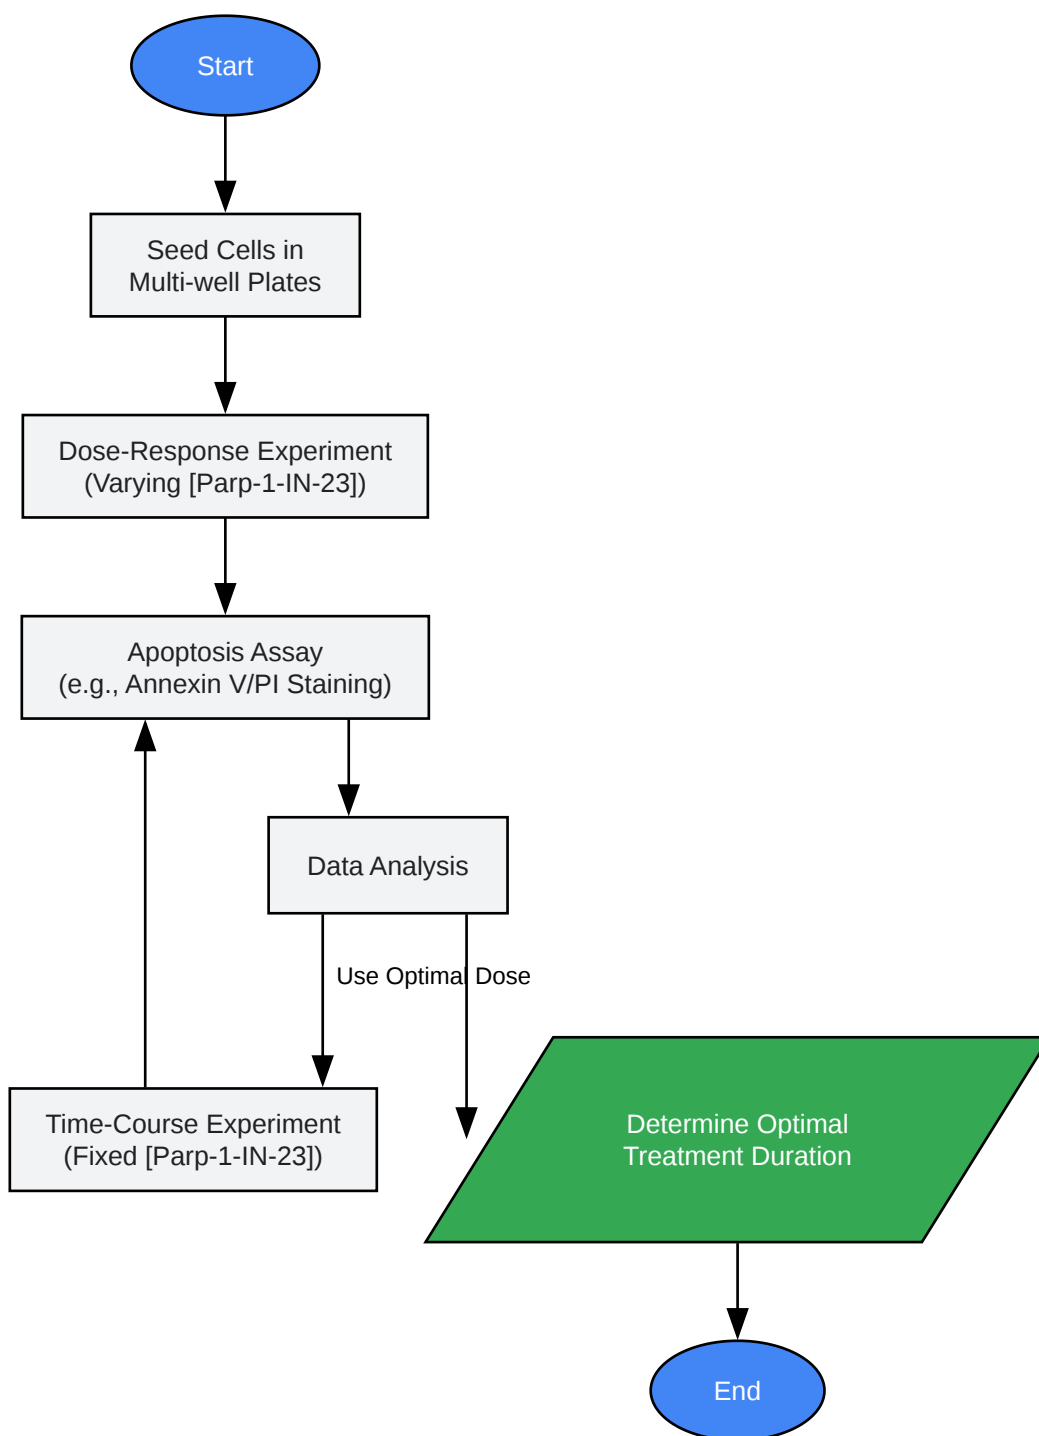 Start
Seed Cells in
Multi-well Plates
Dose-Response Experiment
(Varying [Parp-1-IN-23])
Apoptosis Assay
(e.g., Annexin V/PI Staining)
Data Analysis
Use Optimal Dose
Time-Course Experiment
(Fixed [Parp-1-IN-23])
Determine Optimal
Treatment Duration
End